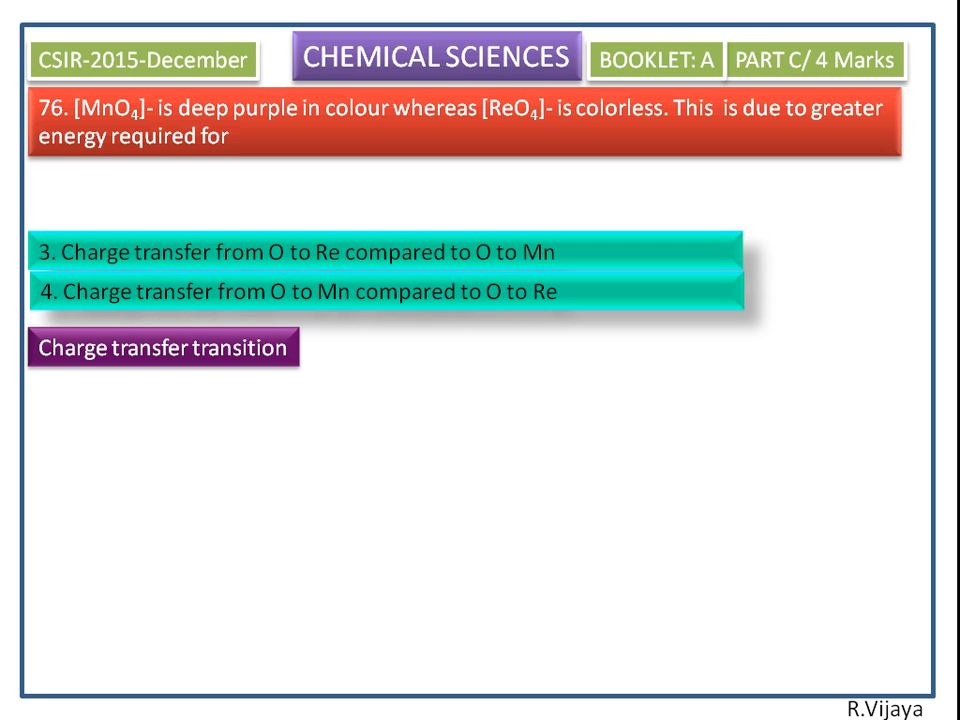 CSIR-2015-December
CHEMICAL SCIENCES
BOOKLET: A
PART C/ 4 Marks
76. [MnO₄]- is deep purple in colour whereas [ReO₄]- is colorless. This is due to greater
energy required for
3. Charge transfer from O to Re compared to O to Mn
4. Charge transfer from O to Mn compared to O to Re
Charge transfer transition
R.Vijaya